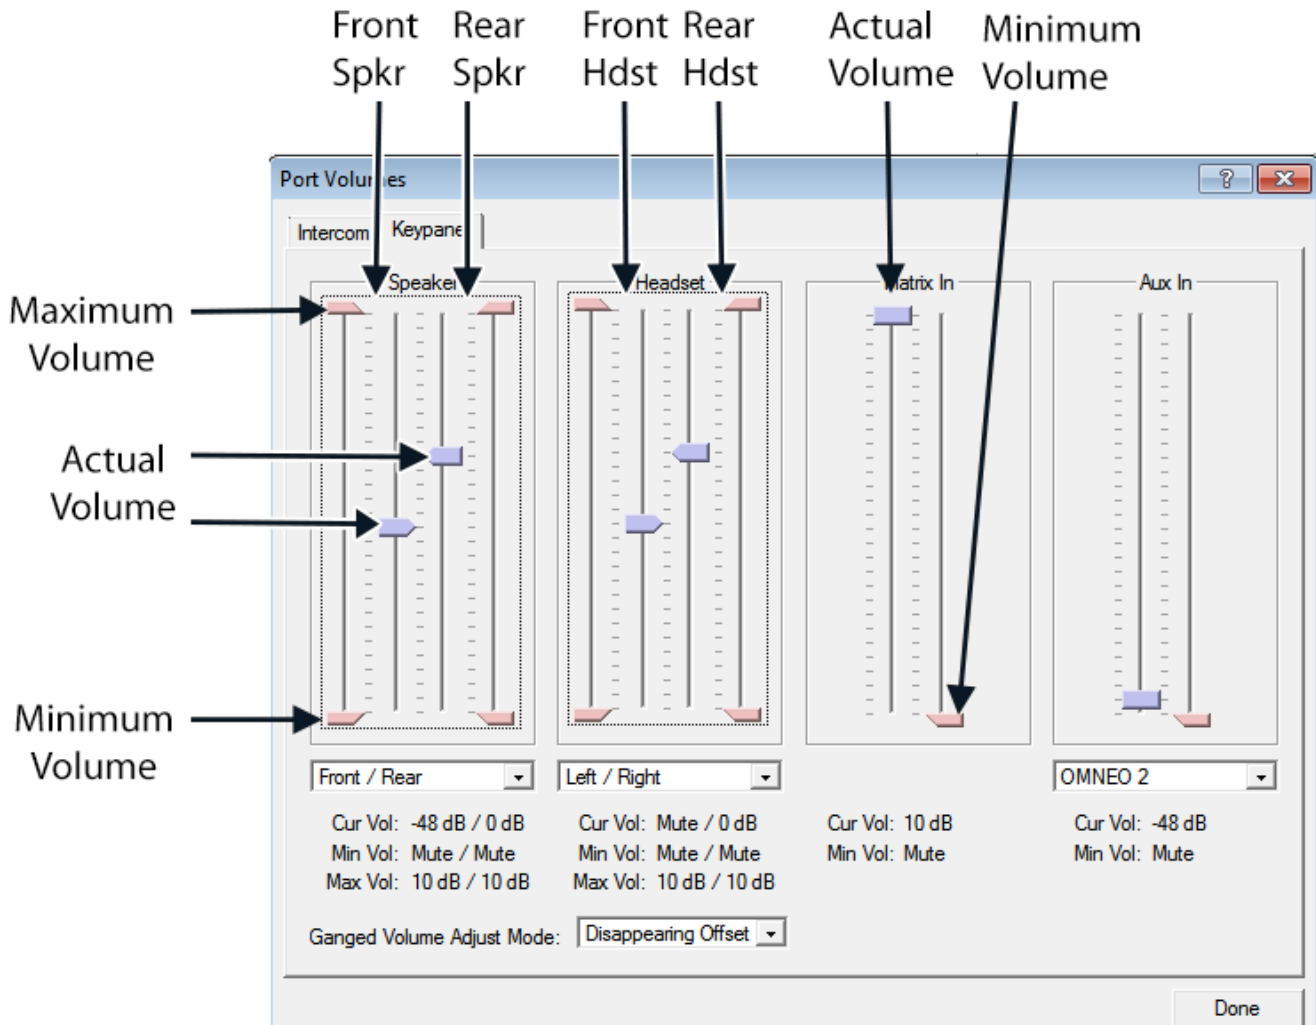 Front Spkr
Rear Spkr
Front Hdst
Rear Hdst
Actual Volume
Minimum Volume
Port Volumes
Intercom
Keypane
Speaker
Headset
Matrix In
Aux In
Maximum Volume
Actual Volume
Minimum Volume
Front / Rear
Left / Right
OMNEO 2
Cur Vol: -48 dB / 0 dB
Min Vol: Mute / Mute
Max Vol: 10 dB / 10 dB
Cur Vol: Mute / 0 dB
Min Vol: Mute / Mute
Max Vol: 10 dB / 10 dB
Cur Vol: 10 dB
Min Vol: Mute
Cur Vol: -48 dB
Min Vol: Mute
Ganged Volume Adjust Mode: Disappearing Offset
Done